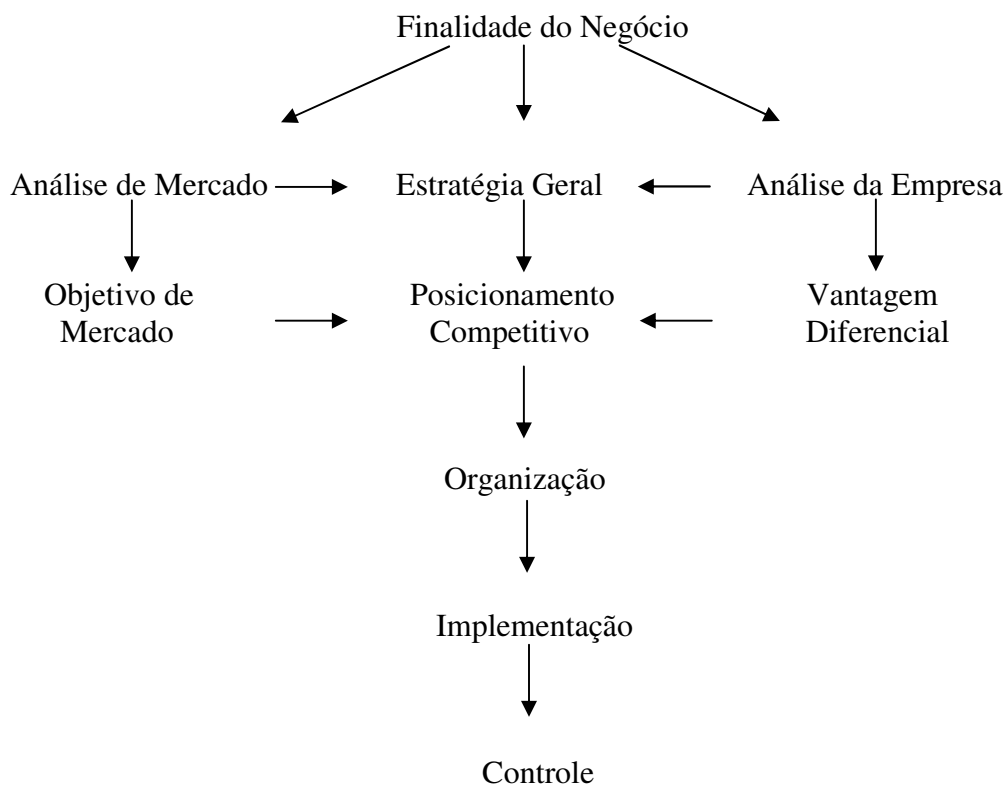 Finalidade do Negócio
Análise de Mercado
Estratégia Geral
Análise da Empresa
Objetivo de
Mercado
Posicionamento
Competitivo
Vantagem
Diferencial
Organização
Implementação
Controle